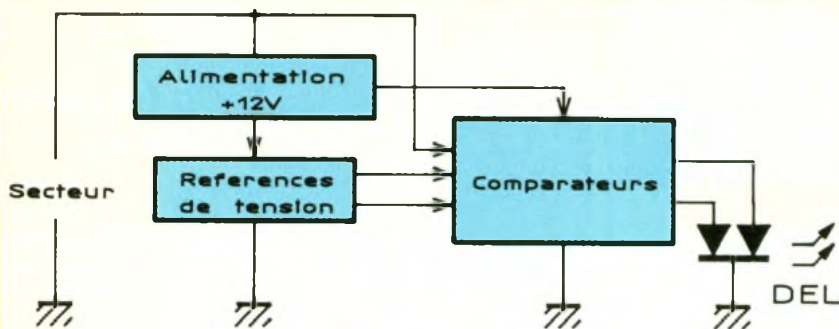 Alimentation
+12V
Secteur
References
de tension
Comparateurs
DEL